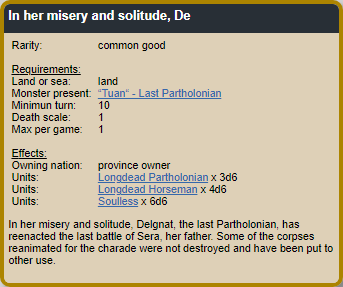 In her misery and solitude, De
Rarity: common good
Requirements:
Land or sea: land
Monster present: "Tuan" - Last Partholonian
Minimun turn: 10
Death scale: 1
Max per game: 1
Effects:
Owning nation: province owner
Units: Longdead Partholonian x 3d6
Units: Longdead Horseman x 4d6
Units: Soulless x 6d6
In her misery and solitude, Delgnat, the last Partholonian, has
reenacted the last battle of Sera, her father. Some of the corpses
reanimated for the charade were not destroyed and have been put to
other use.